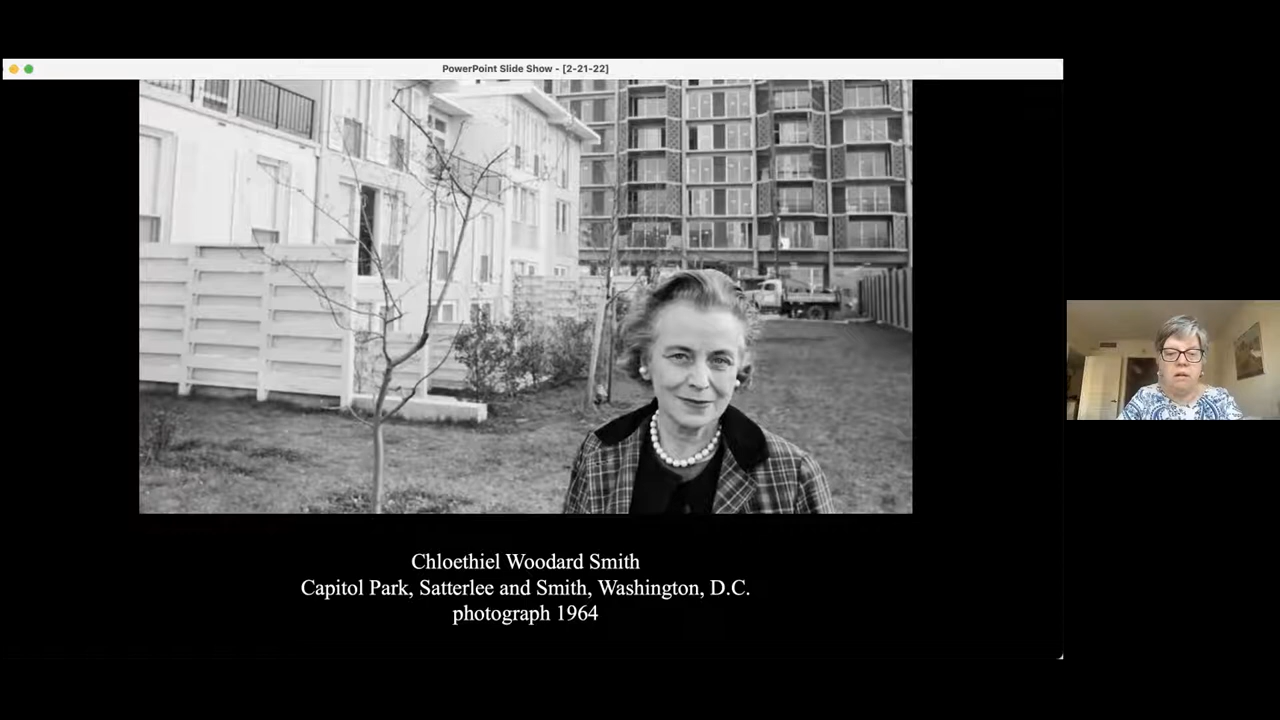 PowerPoint Slide Show - [2-21-22]
Chloethiel Woodard Smith
Capitol Park, Satterlee and Smith, Washington, D.C.
photograph 1964